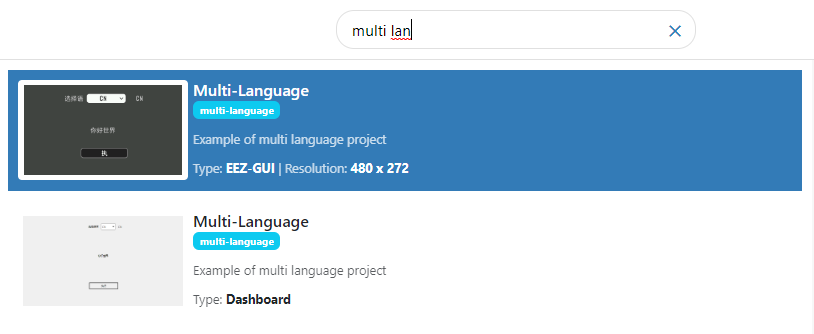 multi lan
选择语 CN CN
你好世界
执
Multi-Language
multi-language
Example of multi language project
Type: EEZ-GUI | Resolution: 480 x 272
Multi-Language
multi-language
Example of multi language project
Type: Dashboard